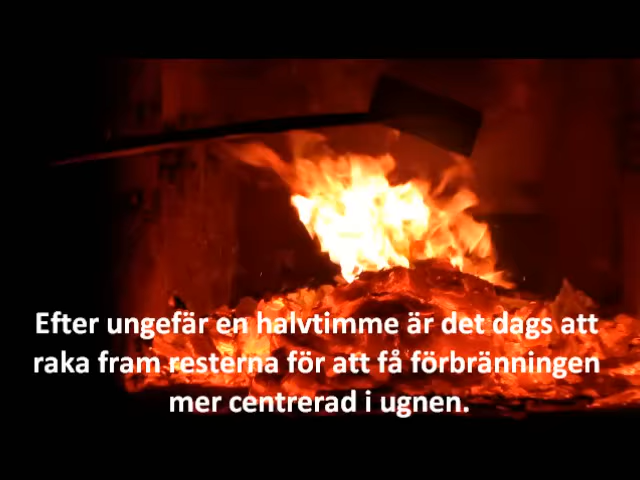 Efter ungefär en halvtimme är det dags att
raka fram resterna för att få förbränningen
mer centrerad i ugnen.